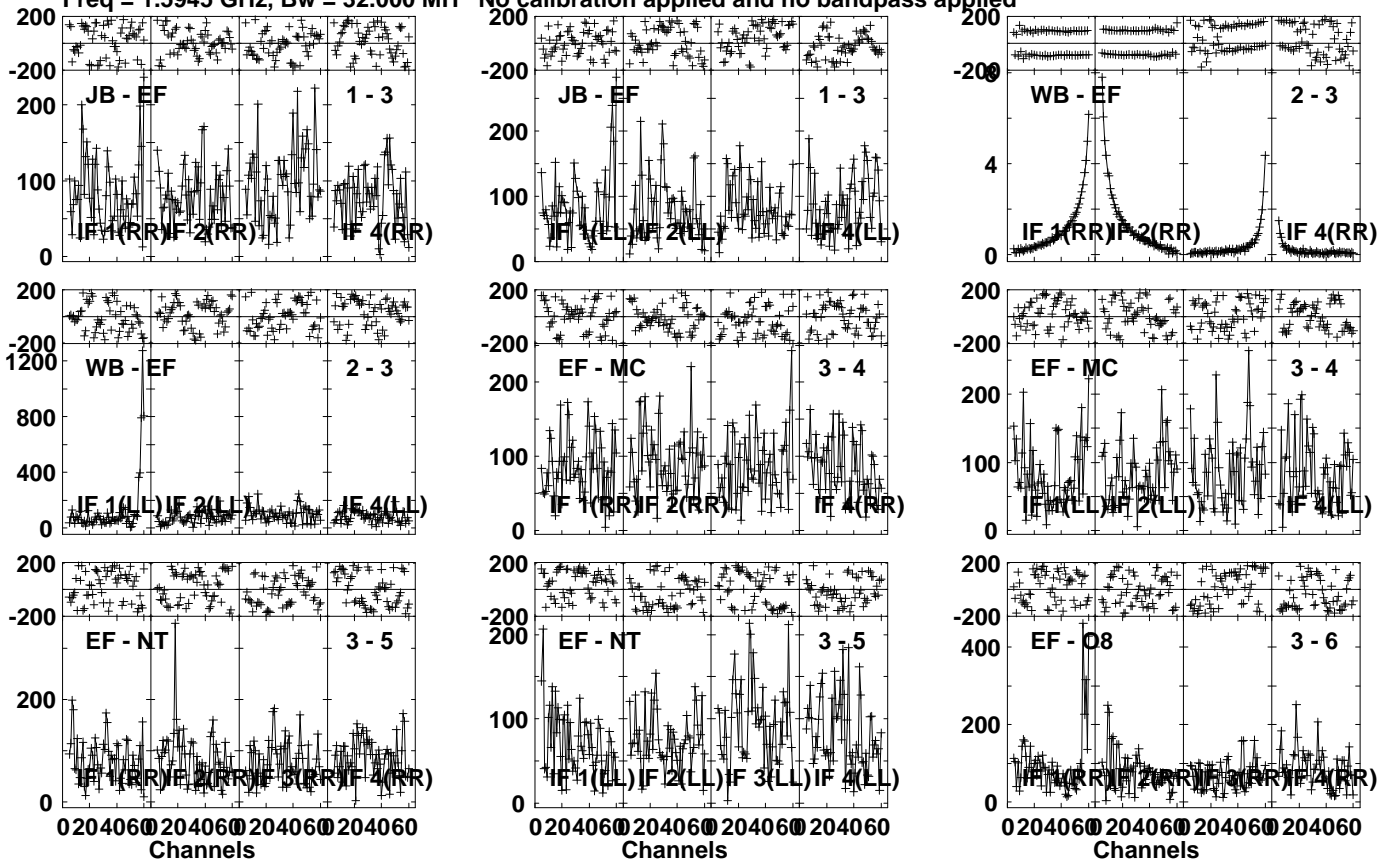 Freq = 1.5945 GHz, Bw = 32.000 MH No calibration applied and no bandpass applied
200
-200
JB - EF 1 - 3
200
100
0
IF 1(RR) IF 2(RR) IF 4(RR)
200
-200
JB - EF 1 - 3
200
100
0
IF 1(LL) IF 2(LL) IF 4(LL)
200
-200
8
WB - EF 2 - 3
4
0
IF 1(RR) IF 2(RR) IF 4(RR)
200
-200
1200
WB - EF 2 - 3
800
400
0
IF 1(LL) IF 2(LL) IF 4(LL)
200
-200
EF - MC 3 - 4
200
100
0
IF 1(RR) IF 2(RR) IF 4(RR)
200
-200
EF - MC 3 - 4
200
100
0
IF 1(LL) IF 2(LL) IF 4(LL)
200
-200
EF - NT 3 - 5
200
0
IF 1(RR) IF 2(RR) IF 3(RR) IF 4(RR)
0 20 40 60 0 20 40 60 0 20 40 60 0 20 40 60
Channels
200
-200
200
EF - NT 3 - 5
100
0
IF 1(LL) IF 2(LL) IF 3(LL) IF 4(LL)
0 20 40 60 0 20 40 60 0 20 40 60 0 20 40 60
Channels
200
-200
EF - O8 3 - 6
400
200
0
IF 1(RR) IF 2(RR) IF 3(RR) IF 4(RR)
0 20 40 60 0 20 40 60 0 20 40 60 0 20 40 60
Channels